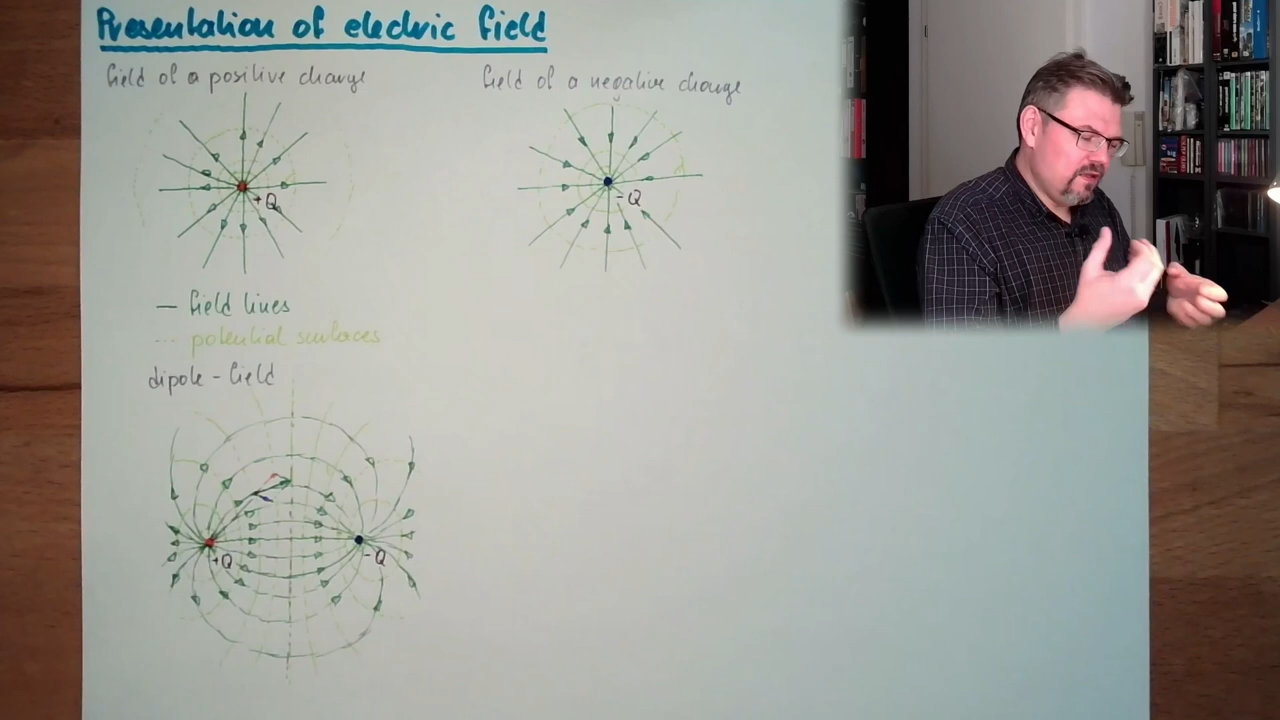 Presentation of electric field
field of a positive charge
field of a negative charge
+Q
-Q
— field lines
--- potential surfaces
dipole - field
+Q
-Q